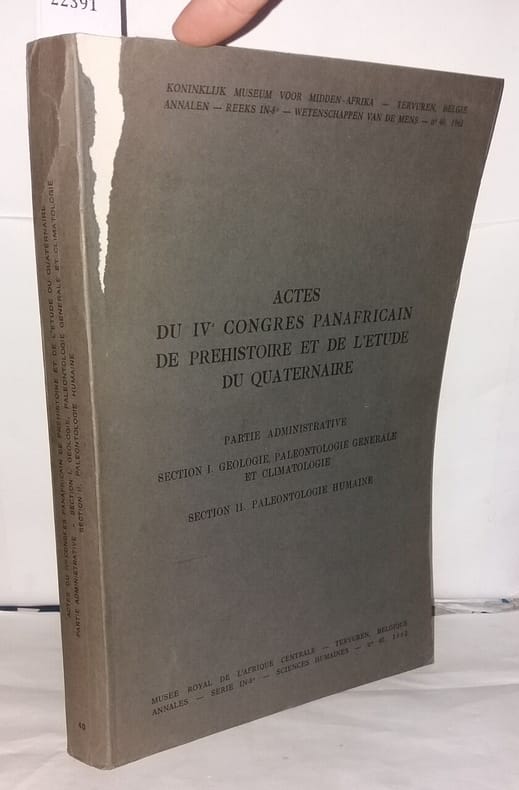 22391
KONINKLIJK MUSEUM VOOR MIDDEN-AFRIKA — TERVUREN, BELGIE
ANNALEN — REEKS IN-8° — WETENSCHAPPEN VAN DE MENS — n° 40, 1962
ACTES
DU IVe CONGRES PANAFRICAIN
DE PREHISTOIRE ET DE L'ETUDE
DU QUATERNAIRE
PARTIE ADMINISTRATIVE
SECTION I. GEOLOGIE, PALEONTOLOGIE GENERALE
ET CLIMATOLOGIE
SECTION II. PALEONTOLOGIE HUMAINE
MUSEE ROYAL DE L'AFRIQUE CENTRALE — TERVUREN, BELGIQUE
ANNALES — SERIE IN-8° — SCIENCES HUMAINES — n° 40, 1962
ACTES DU IVe CONGRES PANAFRICAIN DE PREHISTOIRE ET DE L'ETUDE DU QUATERNAIRE
PARTIE ADMINISTRATIVE - SECTION I. GEOLOGIE, PALEONTOLOGIE GENERALE ET CLIMATOLOGIE
SECTION II. PALEONTOLOGIE HUMAINE
40